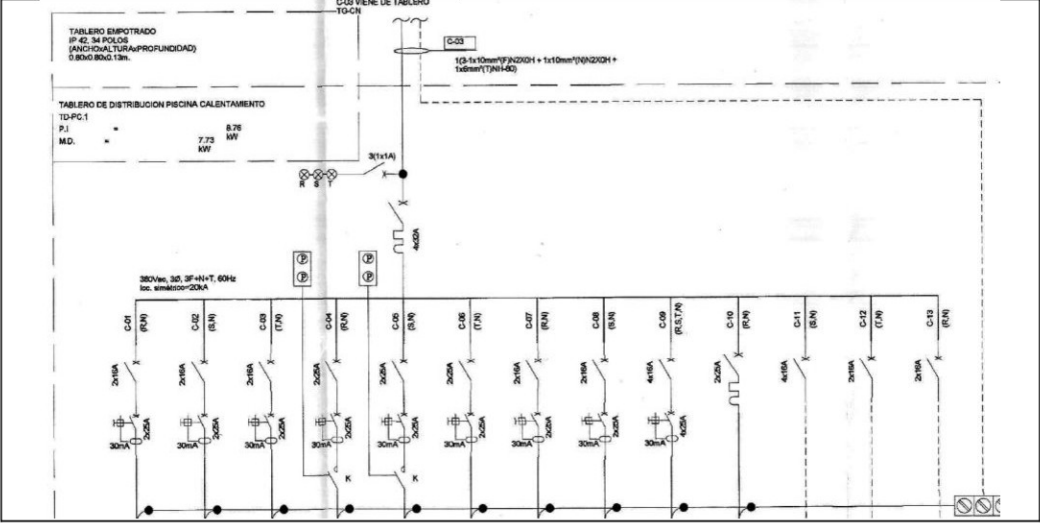 C-03 VIENE DE TABLERO
TG-CN
TABLERO EMPOTRADO
IP 42, 34 POLOS
(ANCHOxALTURAxPROFUNDIDAD)
0.80x0.80x0.13m.
C-03
1(3-1x10mm²(F)N2XOH + 1x10mm²(N)N2XOH +
1x6mm²(T)NH-80)
TABLERO DE DISTRIBUCION PISCINA CALENTAMIENTO
TD-PC.1
P.I = 8.76 kW
M.D. = 7.73 kW
3(1x1A)
R S T
4x32A
P P
P P
380Vac, 3Ø, 3F+N+T, 60Hz
Icc. simétrico=20kA
C-01 (R,N)
C-02 (S,N)
C-03 (T,N)
C-04 (R,N)
C-05 (S,N)
C-06 (T,N)
C-07 (R,N)
C-08 (S,N)
C-09 (R,S,T,N)
C-10 (R,N)
C-11 (S,N)
C-12 (T,N)
C-13 (R,N)
2x16A 2x16A 2x16A 2x25A 2x25A 2x25A 2x16A 2x16A 4x16A 2x25A 4x16A 2x16A 2x16A
2x25A 2x25A 2x25A 2x25A 2x25A 2x25A 2x25A 2x25A 4x25A
30mA 30mA 30mA 30mA 30mA 30mA 30mA 30mA 30mA
K K